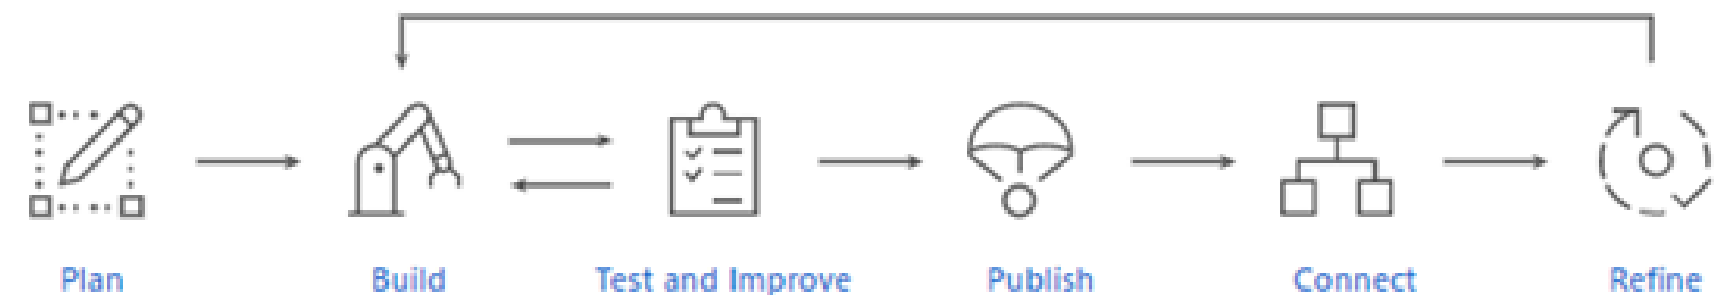 Plan
Build
Test and Improve
Publish
Connect
Refine